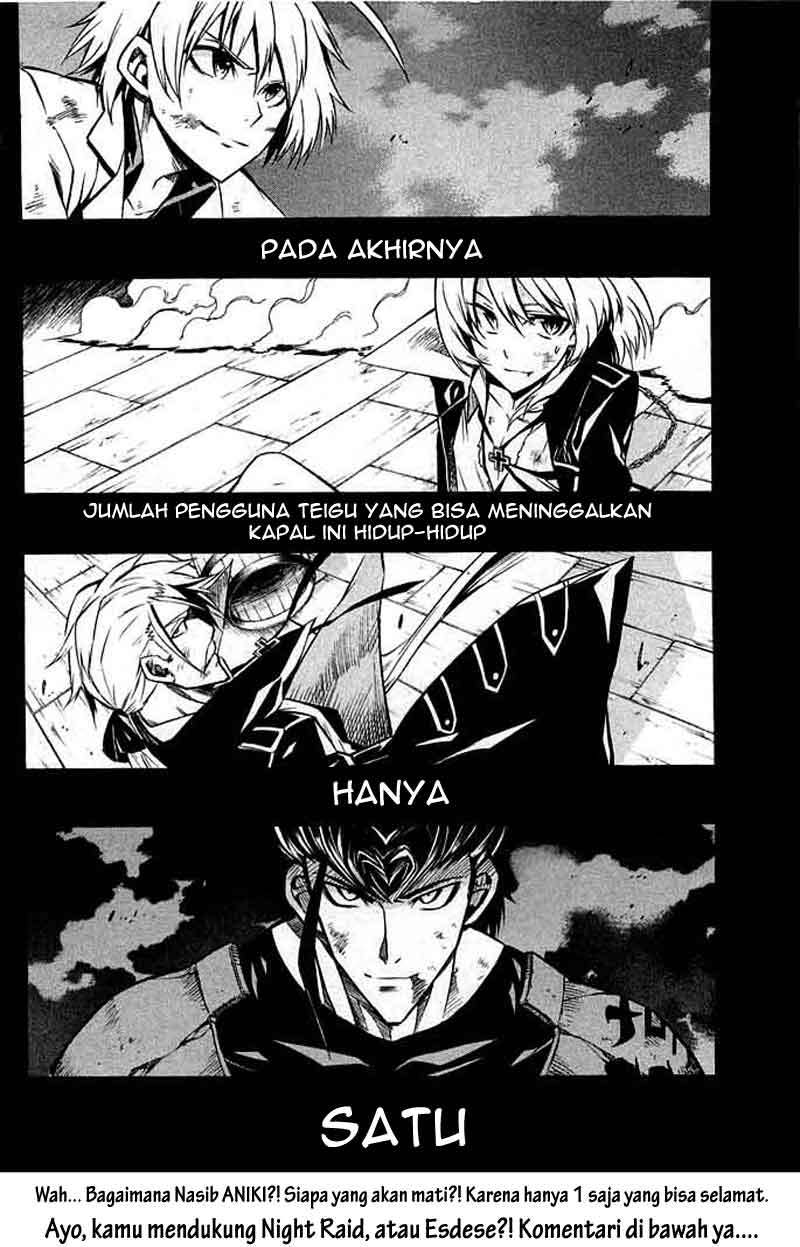 PADA AKHIRNYA
JUMLAH PENGGUNA TEIGU YANG BISA MENINGGALKAN
KAPAL INI HIDUP-HIDUP
HANYA
SATU
Wah... Bagaimana Nasib ANIKI?! Siapa yang akan mati?! Karena hanya 1 saja yang bisa selamat.
Ayo, kamu mendukung Night Raid, atau Esdese?! Komentari di bawah ya....